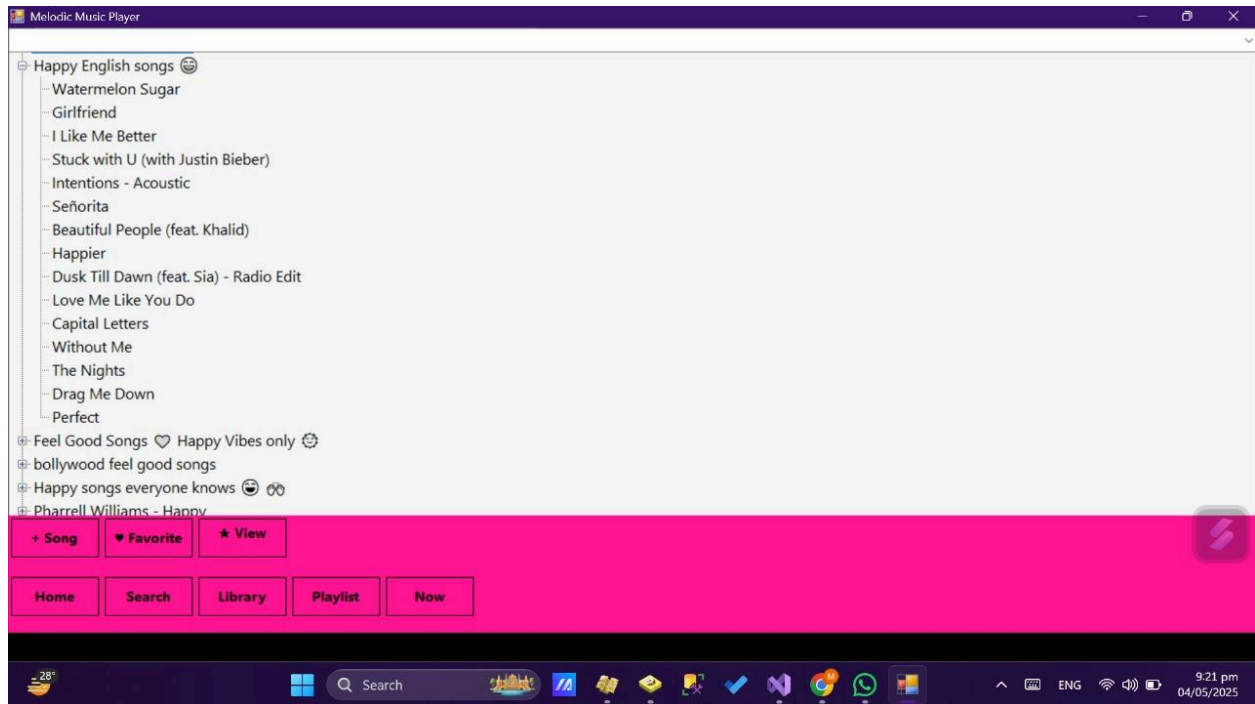 Melodic Music Player
Happy English songs 😄
Watermelon Sugar
Girlfriend
I Like Me Better
Stuck with U (with Justin Bieber)
Intentions - Acoustic
Señorita
Beautiful People (feat. Khalid)
Happier
Dusk Till Dawn (feat. Sia) - Radio Edit
Love Me Like You Do
Capital Letters
Without Me
The Nights
Drag Me Down
Perfect
Feel Good Songs ♡ Happy Vibes only 😊
bollywood feel good songs
Happy songs everyone knows 😀 👓
Pharrell Williams - Happy
+ Song ♥ Favorite ★ View
Home Search Library Playlist Now
28° Search ENG 9:21 pm
04/05/2025